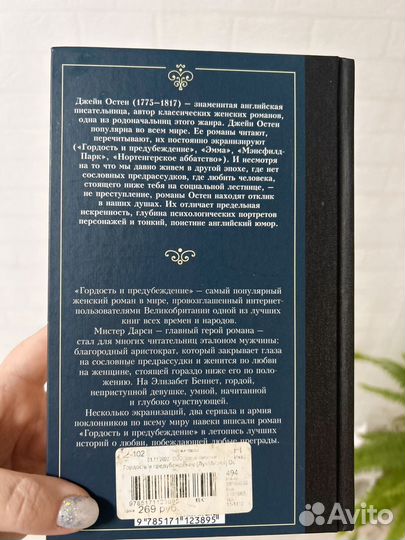 Джейн Остен (1775–1817) – знаменитая английская
писательница, автор классических женских романов,
одна из родоначальниц этого жанра. Джейн Остен
популярна во всем мире. Ее романы читают,
перечитывают, их постоянно экранизируют
(«Гордость и предубеждение», «Эмма», «Мэнсфилд-
Парк», «Нортенгерское аббатство»). И несмотря
на то что мы давно живем в другой эпохе, где нет
сословных предрассудков, где любить человека,
стоящего ниже тебя на социальной лестнице, –
не преступление, романы Остен находят отклик
в наших душах. Их отличает предельная
искренность, глубина психологических портретов
персонажей и тонкий, поистине английский юмор.
«Гордость и предубеждение» – самый популярный
женский роман в мире, провозглашенный интернет-
пользователями Великобритании одной из лучших
книг всех времен и народов.
Мистер Дарси – главный герой романа –
стал для многих читательниц эталоном мужчины:
благородный аристократ, который закрывает глаза
на сословные предрассудки и женится по любви
на женщине, стоящей гораздо ниже его по поло-
жению. На Элизабет Беннет, гордой,
неприступной девушке, умной, начитанной
и глубоко чувствующей.
Несколько экранизаций, два сериала и армия
поклонников по всему миру навеки вписали роман
«Гордость и предубеждение» в летопись лучших
историй о любви, побеждающей любые преграды.
-102
Гордость и предубеждение
494
Цена: 269 руб.
9 785171 123895
Avito